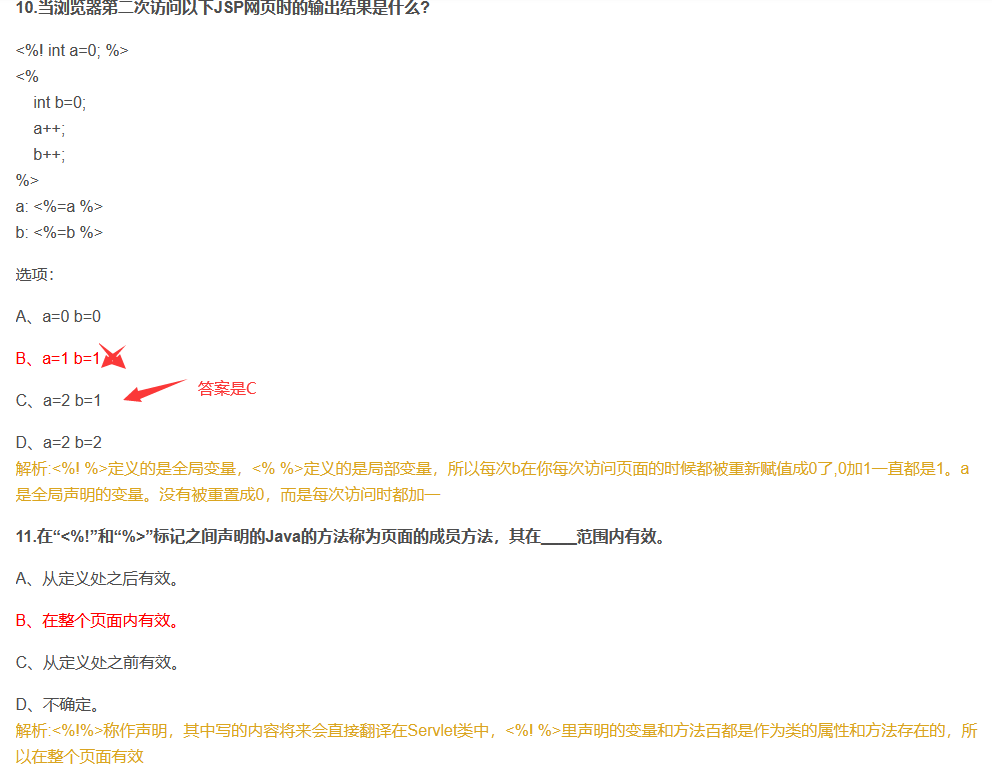 10.当浏览器第二次访问以下JSP网页时的输出结果是什么?
<%! int a=0; %>
<%
int b=0;
a++;
b++;
%>
a: <%=a %>
b: <%=b %>
选项：
A、a=0 b=0
B、a=1 b=1
答案是C
C、a=2 b=1
D、a=2 b=2
解析:<%! %>定义的是全局变量，<% %>定义的是局部变量，所以每次b在你每次访问页面的时候都被重新赋值成0了,0加1一直都是1。a
是全局声明的变量。没有被重置成0，而是每次访问时都加一
11.在“<%!”和“%>”标记之间声明的Java的方法称为页面的成员方法，其在____范围内有效。
A、从定义处之后有效。
B、在整个页面内有效。
C、从定义处之前有效。
D、不确定。
解析:<%!%>称作声明，其中写的内容将来会直接翻译在Servlet类中，<%! %>里声明的变量和方法百都是作为类的属性和方法存在的，所
以在整个页面有效